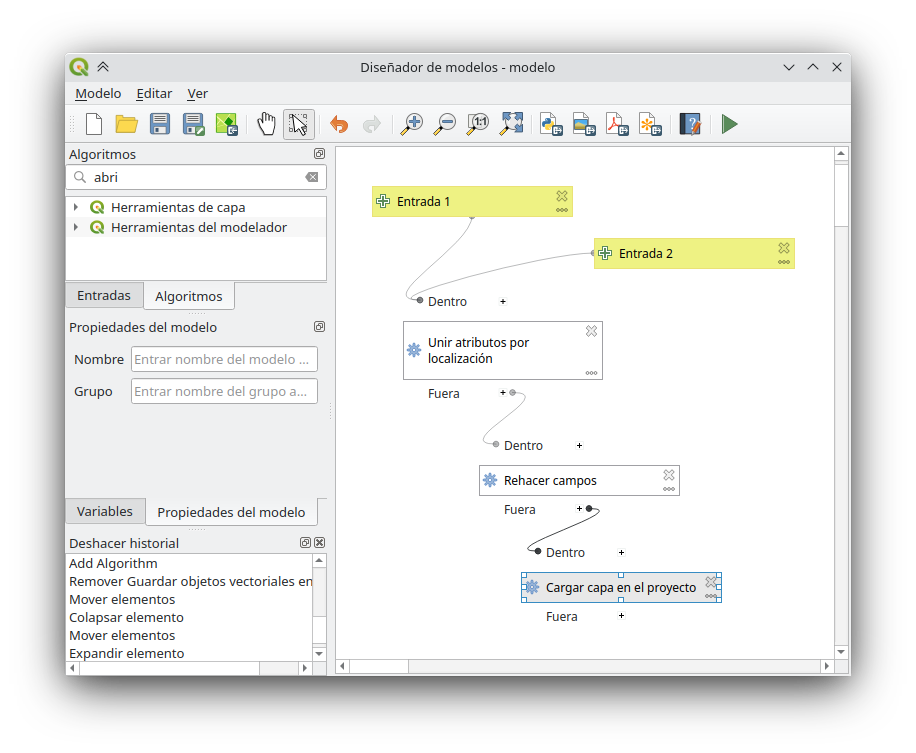 Diseñador de modelos - modelo
Modelo Editar Ver
1:1
Algoritmos
abri
Herramientas de capa
Herramientas del modelador
Entradas Algoritmos
Propiedades del modelo
Nombre Entrar nombre del modelo ...
Grupo Entrar nombre del grupo a...
Variables Propiedades del modelo
Deshacer historial
Add Algorithm
Remover Guardar objetos vectoriales en
Mover elementos
Colapsar elemento
Mover elementos
Expandir elemento
Entrada 1
Entrada 2
Dentro +
Unir atributos por
localización
Fuera +
Dentro +
Rehacer campos
Fuera +
Dentro +
Cargar capa en el proyecto
Fuera +